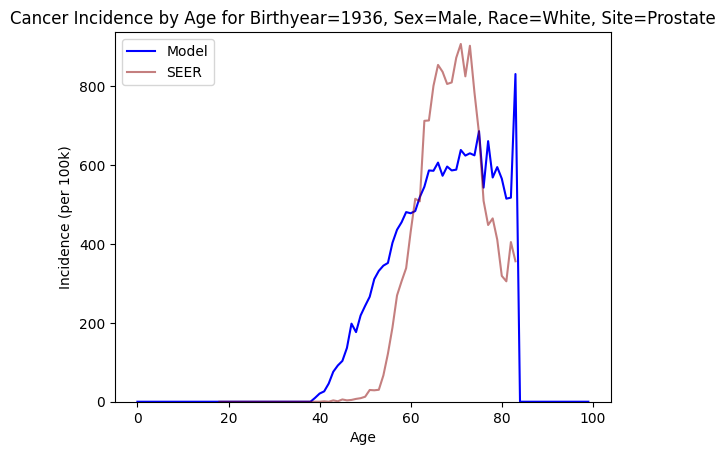 Cancer Incidence by Age for Birthyear=1936, Sex=Male, Race=White, Site=Prostate
Model
SEER
Incidence (per 100k)
800
600
400
200
0
0 20 40 60 80 100
Age